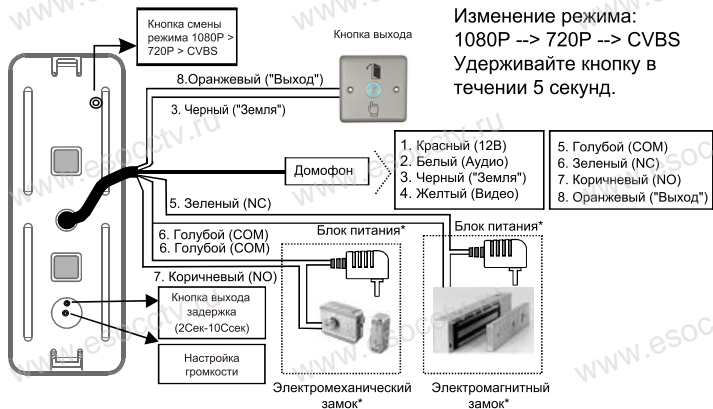 Кнопка смены
режима 1080P >
720P > CVBS
Кнопка выхода
Изменение режима:
1080P --> 720P --> CVBS
Удерживайте кнопку в
течении 5 секунд.
8.Оранжевый ("Выход")
3. Черный ("Земля")
Домофон
1. Красный (12В)
2. Белый (Аудио)
3. Черный ("Земля")
4. Желтый (Видео)
5. Голубой (COM)
6. Зеленый (NC)
7. Коричневый (NO)
8. Оранжевый ("Выход")
5. Зеленый (NC)
6. Голубой (COM)
6. Голубой (COM)
7. Коричневый (NO)
Блок питания*
Блок питания*
Кнопка выхода
задержка
(2Сек-10Ссек)
Настройка
громкости
Электромеханический
замок*
Электромагнитный
замок*
www.esocctv.ru